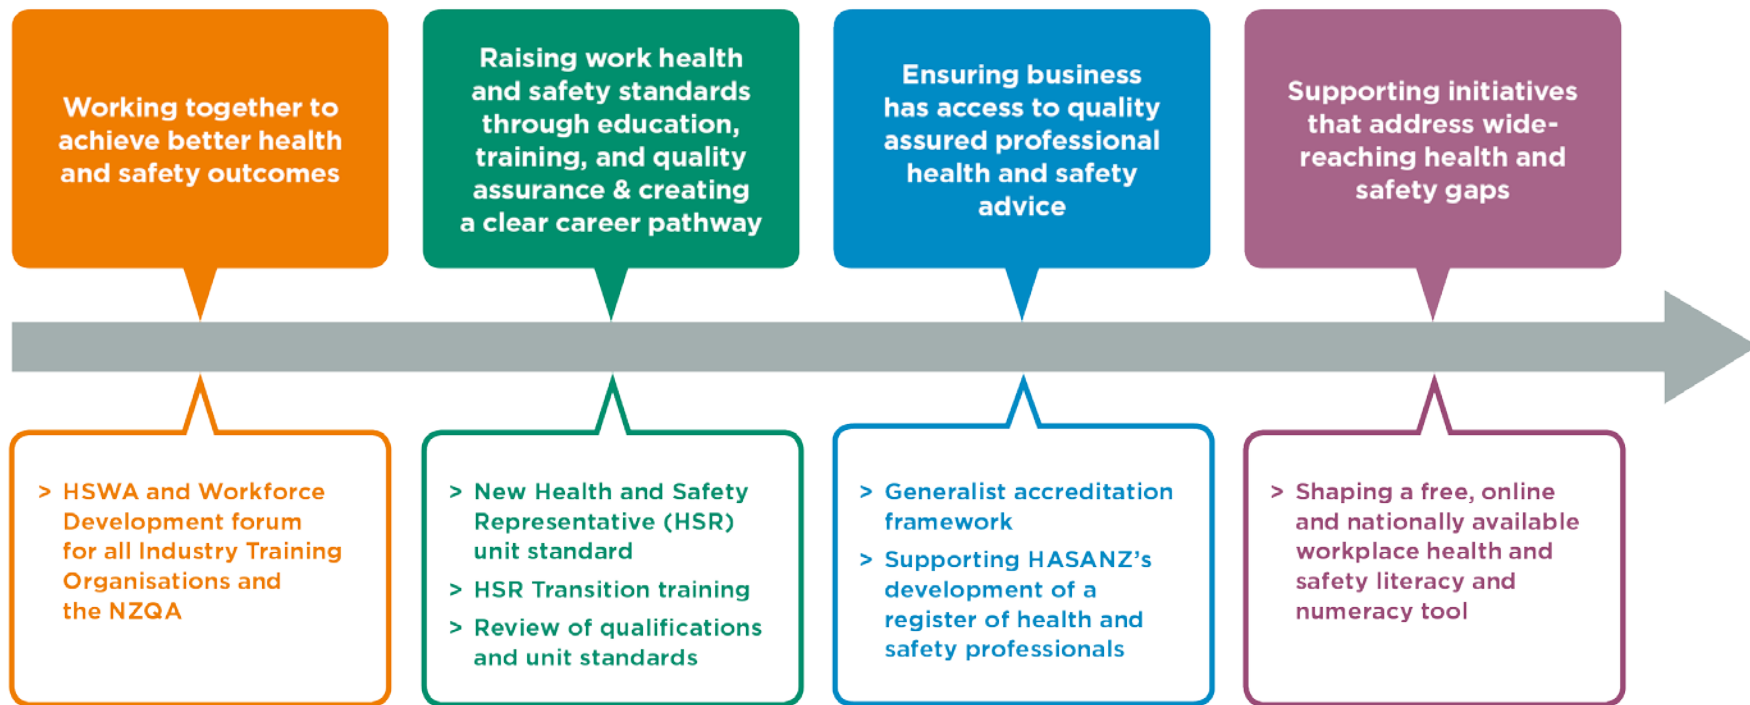 Working together to
achieve better health
and safety outcomes
Raising work health
and safety standards
through education,
training, and quality
assurance & creating
a clear career pathway
Ensuring business
has access to quality
assured professional
health and safety
advice
Supporting initiatives
that address wide-
reaching health and
safety gaps
> HSWA and Workforce
Development forum
for all Industry Training
Organisations and
the NZQA
> New Health and Safety
Representative (HSR)
unit standard
> HSR Transition training
> Review of qualifications
and unit standards
> Generalist accreditation
framework
> Supporting HASANZ’s
development of a
register of health and
safety professionals
> Shaping a free, online
and nationally available
workplace health and
safety literacy and
numeracy tool